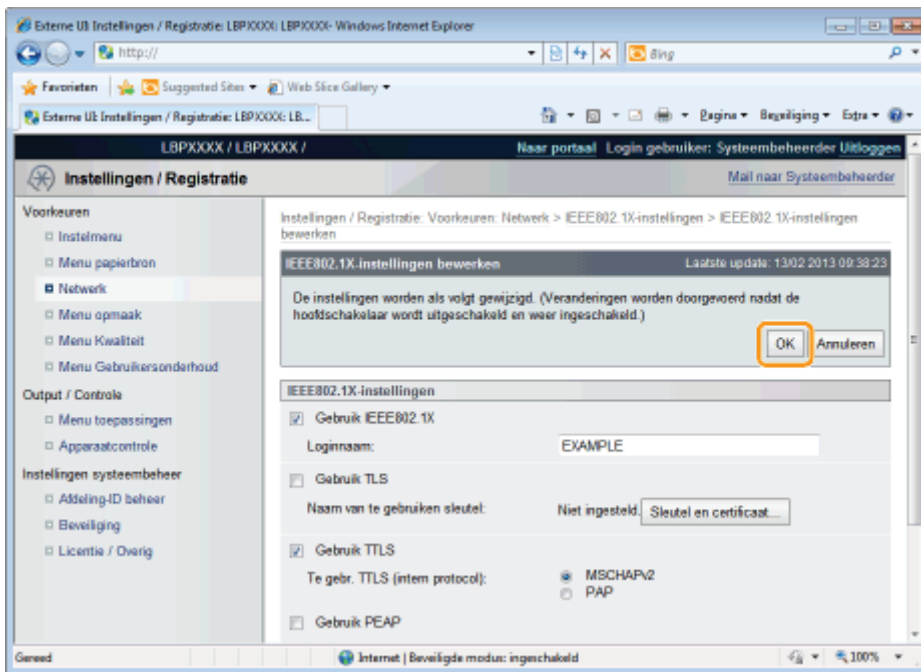 Externe UI: Instellingen / Registratie: LBPXXXX: LBPXXXX- Windows Internet Explorer
http://
Bing
Favorieten
Suggested Sites
Web Slice Gallery
Externe UI: Instellingen / Registratie: LBPXXXX: LB...
Pagina
Beveiliging
Extra
LBPXXXX / LBPXXXX /
Naar portaal Login gebruiker: Systeembeheerder Uitloggen
Instellingen / Registratie
Mail naar Systeembeheerder
Voorkeuren
Instelmenu
Menu papierbron
Netwerk
Menu opmaak
Menu Kwaliteit
Menu Gebruikersonderhoud
Output / Controle
Menu toepassingen
Apparaatcontrole
Instellingen systeembeheer
Afdeling-ID beheer
Beveiliging
Licentie / Overig
Instellingen / Registratie: Voorkeuren: Netwerk > IEEE802.1X-instellingen > IEEE802.1X-instellingen
bewerken
IEEE802.1X-instellingen bewerken
Laatste update: 13/02 2013 09:38:23
De instellingen worden als volgt gewijzigd. (Veranderingen worden doorgevoerd nadat de
hoofdschakelaar wordt uitgeschakeld en weer ingeschakeld.)
OK
Annuleren
IEEE802.1X-instellingen
Gebruik IEEE802.1X
Loginnaam: EXAMPLE
Gebruik TLS
Naam van te gebruiken sleutel: Niet ingesteld. Sleutel en certificaat...
Gebruik TTLS
Te gebr. TTLS (intern protocol): MSCHAPv2
PAP
Gebruik PEAP
Gereed
Internet | Beveiligde modus: ingeschakeld
100%